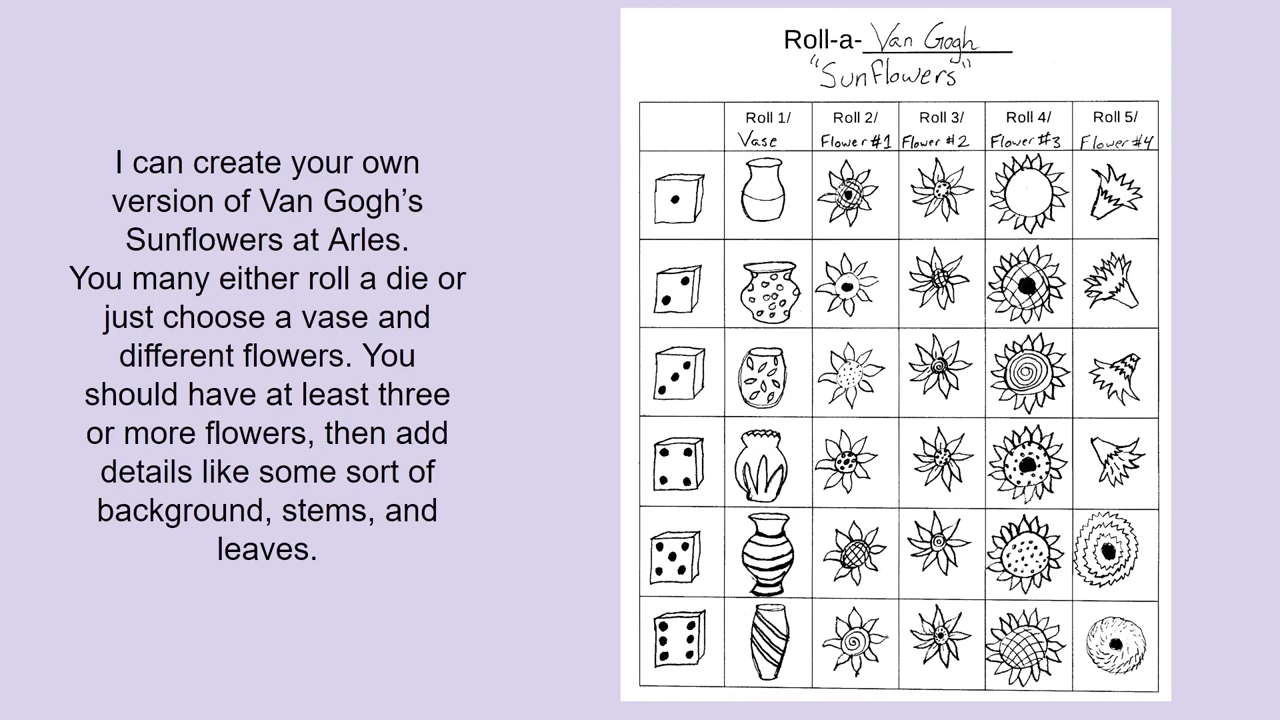 I can create your own
version of Van Gogh’s
Sunflowers at Arles.
You many either roll a die or
just choose a vase and
different flowers. You
should have at least three
or more flowers, then add
details like some sort of
background, stems, and
leaves.
Roll-a- Van Gogh
"Sunflowers"
Roll 1/ Roll 2/ Roll 3/ Roll 4/ Roll 5/
Vase Flower #1 Flower #2 Flower #3 Flower #4